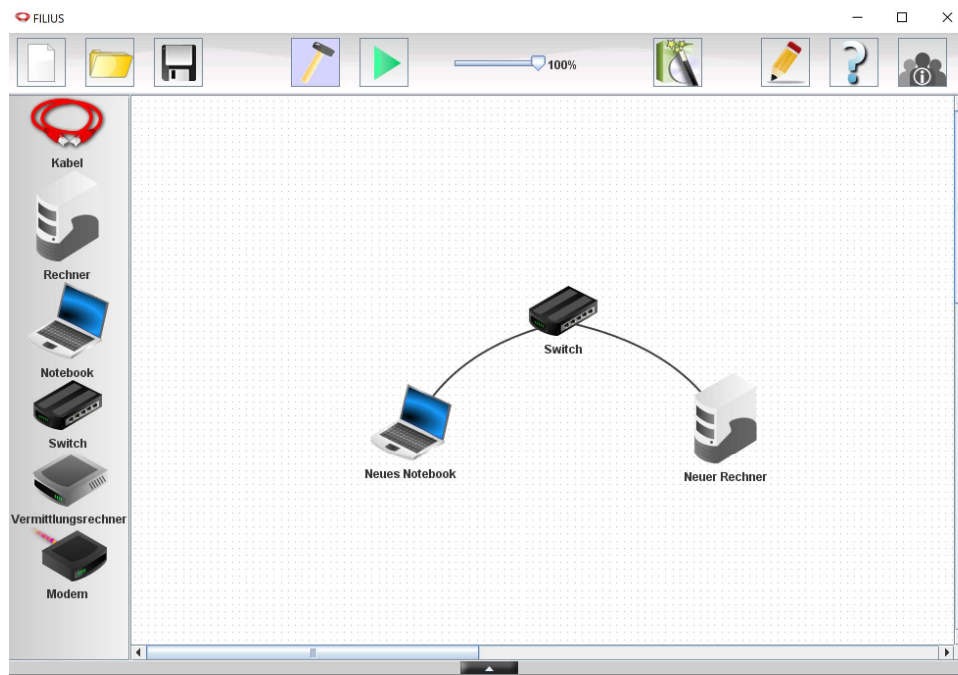 FILIUS
100%
Kabel
Rechner
Notebook
Switch
Vermittlungsrechner
Modem
Switch
Neues Notebook
Neuer Rechner